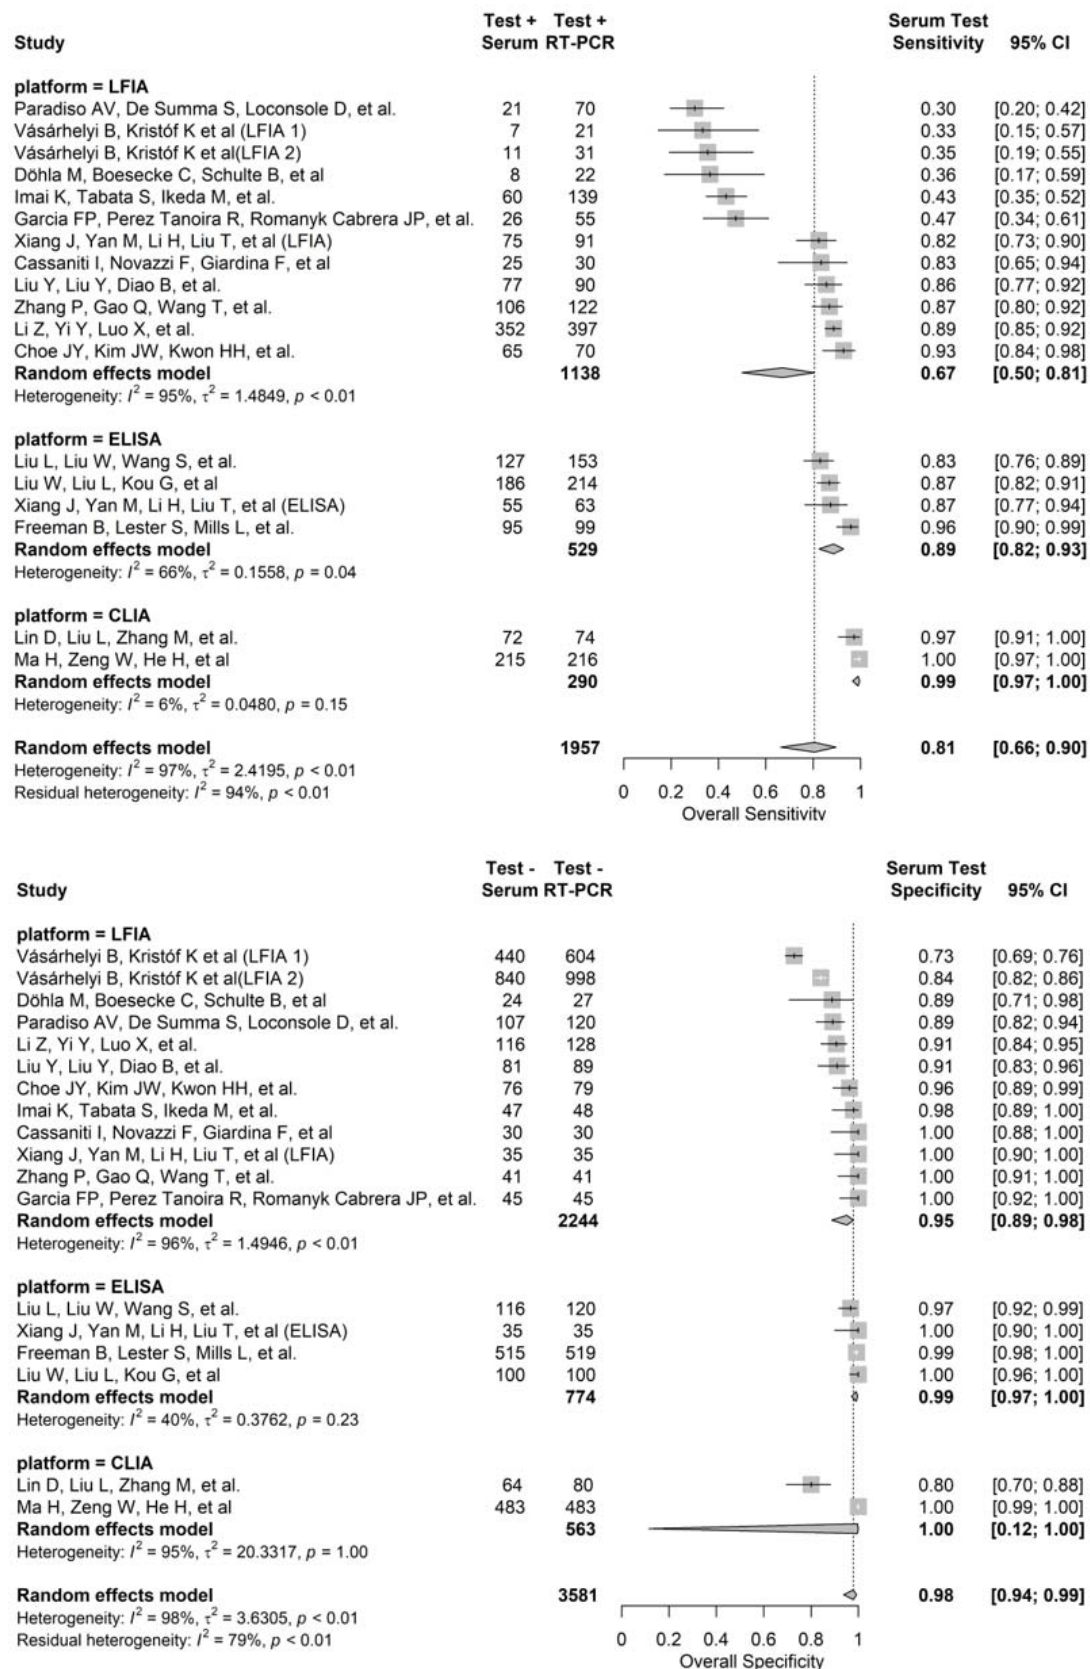 Test + Test + Serum Test
Study Serum RT-PCR Sensitivity 95% CI
platform = LFIA
Paradiso AV, De Summa S, Loconsole D, et al. 21 70 0.30 [0.20; 0.42]
Vásárhelyi B, Kristóf K et al (LFIA 1) 7 21 0.33 [0.15; 0.57]
Vásárhelyi B, Kristóf K et al(LFIA 2) 11 31 0.35 [0.19; 0.55]
Döhla M, Boesecke C, Schulte B, et al 8 22 0.36 [0.17; 0.59]
Imai K, Tabata S, Ikeda M, et al. 60 139 0.43 [0.35; 0.52]
Garcia FP, Perez Tanoira R, Romanyk Cabrera JP, et al. 26 55 0.47 [0.34; 0.61]
Xiang J, Yan M, Li H, Liu T, et al (LFIA) 75 91 0.82 [0.73; 0.90]
Cassaniti I, Novazzi F, Giardina F, et al 25 30 0.83 [0.65; 0.94]
Liu Y, Liu Y, Diao B, et al. 77 90 0.86 [0.77; 0.92]
Zhang P, Gao Q, Wang T, et al. 106 122 0.87 [0.80; 0.92]
Li Z, Yi Y, Luo X, et al. 352 397 0.89 [0.85; 0.92]
Choe JY, Kim JW, Kwon HH, et al. 65 70 0.93 [0.84; 0.98]
Random effects model 1138 0.67 [0.50; 0.81]
Heterogeneity: I² = 95%, τ² = 1.4849, p < 0.01
platform = ELISA
Liu L, Liu W, Wang S, et al. 127 153 0.83 [0.76; 0.89]
Liu W, Liu L, Kou G, et al 186 214 0.87 [0.82; 0.91]
Xiang J, Yan M, Li H, Liu T, et al (ELISA) 55 63 0.87 [0.77; 0.94]
Freeman B, Lester S, Mills L, et al. 95 99 0.96 [0.90; 0.99]
Random effects model 529 0.89 [0.82; 0.93]
Heterogeneity: I² = 66%, τ² = 0.1558, p = 0.04
platform = CLIA
Lin D, Liu L, Zhang M, et al. 72 74 0.97 [0.91; 1.00]
Ma H, Zeng W, He H, et al 215 216 1.00 [0.97; 1.00]
Random effects model 290 0.99 [0.97; 1.00]
Heterogeneity: I² = 6%, τ² = 0.0480, p = 0.15
Random effects model 1957 0.81 [0.66; 0.90]
Heterogeneity: I² = 97%, τ² = 2.4195, p < 0.01
Residual heterogeneity: I² = 94%, p < 0.01
0 0.2 0.4 0.6 0.8 1
Overall Sensitivity
Test - Test - Serum Test
Study Serum RT-PCR Specificity 95% CI
platform = LFIA
Vásárhelyi B, Kristóf K et al (LFIA 1) 440 604 0.73 [0.69; 0.76]
Vásárhelyi B, Kristóf K et al(LFIA 2) 840 998 0.84 [0.82; 0.86]
Döhla M, Boesecke C, Schulte B, et al 24 27 0.89 [0.71; 0.98]
Paradiso AV, De Summa S, Loconsole D, et al. 107 120 0.89 [0.82; 0.94]
Li Z, Yi Y, Luo X, et al. 116 128 0.91 [0.84; 0.95]
Liu Y, Liu Y, Diao B, et al. 81 89 0.91 [0.83; 0.96]
Choe JY, Kim JW, Kwon HH, et al. 76 79 0.96 [0.89; 0.99]
Imai K, Tabata S, Ikeda M, et al. 47 48 0.98 [0.89; 1.00]
Cassaniti I, Novazzi F, Giardina F, et al 30 30 1.00 [0.88; 1.00]
Xiang J, Yan M, Li H, Liu T, et al (LFIA) 35 35 1.00 [0.90; 1.00]
Zhang P, Gao Q, Wang T, et al. 41 41 1.00 [0.91; 1.00]
Garcia FP, Perez Tanoira R, Romanyk Cabrera JP, et al. 45 45 1.00 [0.92; 1.00]
Random effects model 2244 0.95 [0.89; 0.98]
Heterogeneity: I² = 96%, τ² = 1.4946, p < 0.01
platform = ELISA
Liu L, Liu W, Wang S, et al. 116 120 0.97 [0.92; 0.99]
Xiang J, Yan M, Li H, Liu T, et al (ELISA) 35 35 1.00 [0.90; 1.00]
Freeman B, Lester S, Mills L, et al. 515 519 0.99 [0.98; 1.00]
Liu W, Liu L, Kou G, et al 100 100 1.00 [0.96; 1.00]
Random effects model 774 0.99 [0.97; 1.00]
Heterogeneity: I² = 40%, τ² = 0.3762, p = 0.23
platform = CLIA
Lin D, Liu L, Zhang M, et al. 64 80 0.80 [0.70; 0.88]
Ma H, Zeng W, He H, et al 483 483 1.00 [0.99; 1.00]
Random effects model 563 1.00 [0.12; 1.00]
Heterogeneity: I² = 95%, τ² = 20.3317, p = 1.00
Random effects model 3581 0.98 [0.94; 0.99]
Heterogeneity: I² = 98%, τ² = 3.6305, p < 0.01
Residual heterogeneity: I² = 79%, p < 0.01
0 0.2 0.4 0.6 0.8 1
Overall Specificity